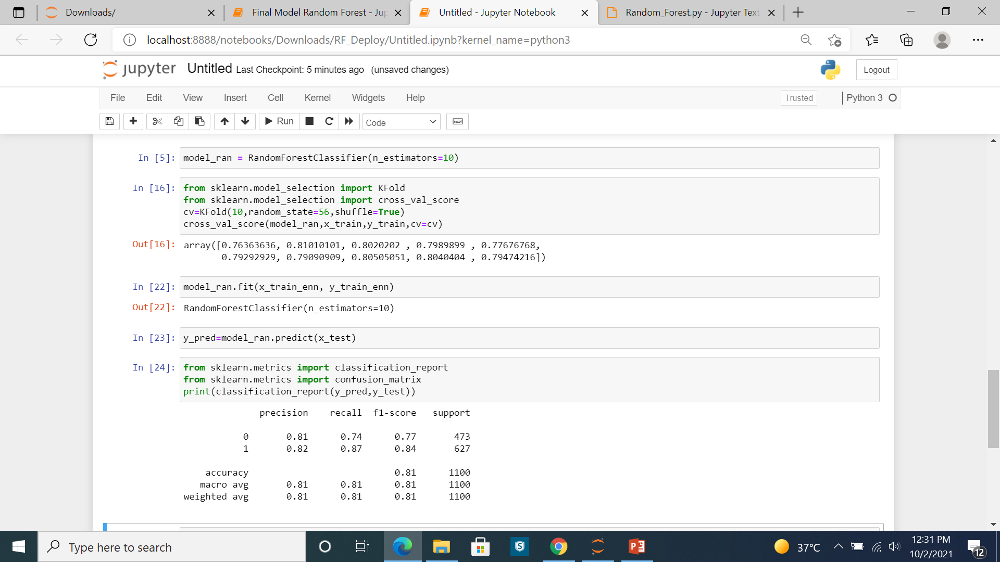 Downloads/
Final Model Random Forest - Jup
Untitled - Jupyter Notebook
Random_Forest.py - Jupyter Text
localhost:8888/notebooks/Downloads/RF_Deploy/Untitled.ipynb?kernel_name=python3
jupyter Untitled Last Checkpoint: 5 minutes ago (unsaved changes)
Logout
File Edit View Insert Cell Kernel Widgets Help
Trusted
Python 3
Run
Code
In [5]: model_ran = RandomForestClassifier(n_estimators=10)
In [16]: from sklearn.model_selection import KFold
from sklearn.model_selection import cross_val_score
cv=KFold(10,random_state=56,shuffle=True)
cross_val_score(model_ran,x_train,y_train,cv=cv)
Out[16]: array([0.76363636, 0.81010101, 0.8020202 , 0.7989899 , 0.77676768,
0.79292929, 0.79090909, 0.80505051, 0.8040404 , 0.79474216])
In [22]: model_ran.fit(x_train_enn, y_train_enn)
Out[22]: RandomForestClassifier(n_estimators=10)
In [23]: y_pred=model_ran.predict(x_test)
In [24]: from sklearn.metrics import classification_report
from sklearn.metrics import confusion_matrix
print(classification_report(y_pred,y_test))
precision recall f1-score support
0 0.81 0.74 0.77 473
1 0.82 0.87 0.84 627
accuracy 0.81 1100
macro avg 0.81 0.81 0.81 1100
weighted avg 0.81 0.81 0.81 1100
Type here to search
37°C
12:31 PM
10/2/2021
12